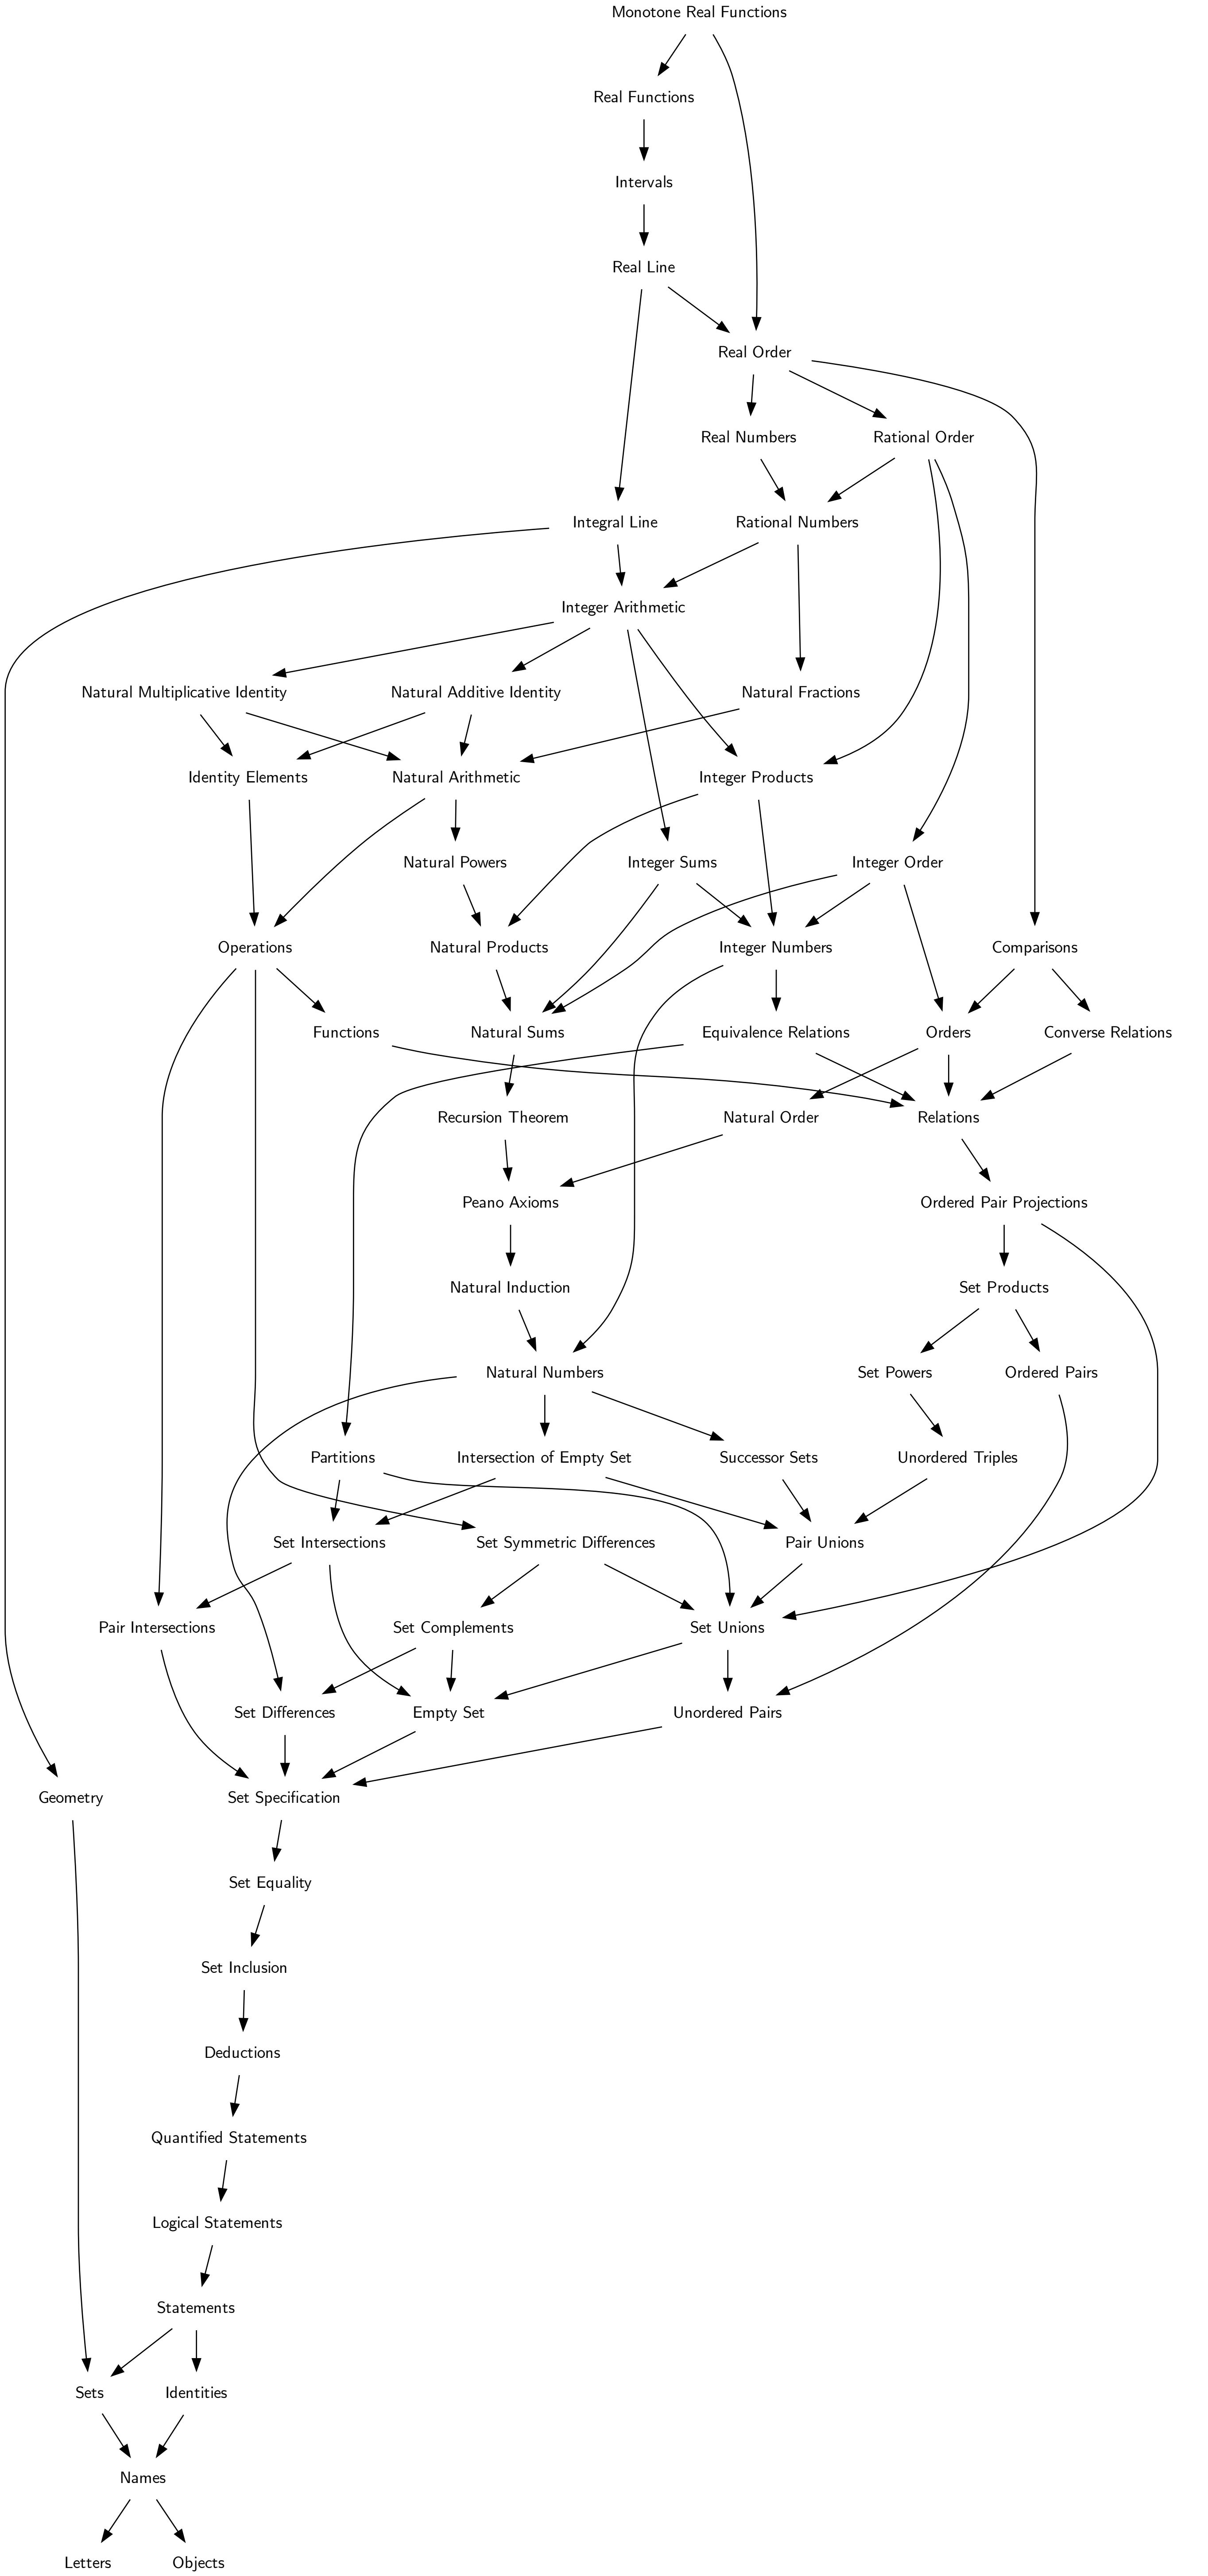 Monotone Real Functions
Real Functions
Intervals
Real Line
Real Order
Real Numbers
Rational Order
Integral Line
Rational Numbers
Integer Arithmetic
Natural Multiplicative Identity
Natural Additive Identity
Natural Fractions
Identity Elements
Natural Arithmetic
Integer Products
Natural Powers
Integer Sums
Integer Order
Operations
Natural Products
Integer Numbers
Comparisons
Functions
Natural Sums
Equivalence Relations
Orders
Converse Relations
Recursion Theorem
Natural Order
Relations
Peano Axioms
Ordered Pair Projections
Natural Induction
Set Products
Natural Numbers
Set Powers
Ordered Pairs
Partitions
Intersection of Empty Set
Successor Sets
Unordered Triples
Set Intersections
Set Symmetric Differences
Pair Unions
Pair Intersections
Set Complements
Set Unions
Set Differences
Empty Set
Unordered Pairs
Geometry
Set Specification
Set Equality
Set Inclusion
Deductions
Quantified Statements
Logical Statements
Statements
Sets
Identities
Names
Letters
Objects